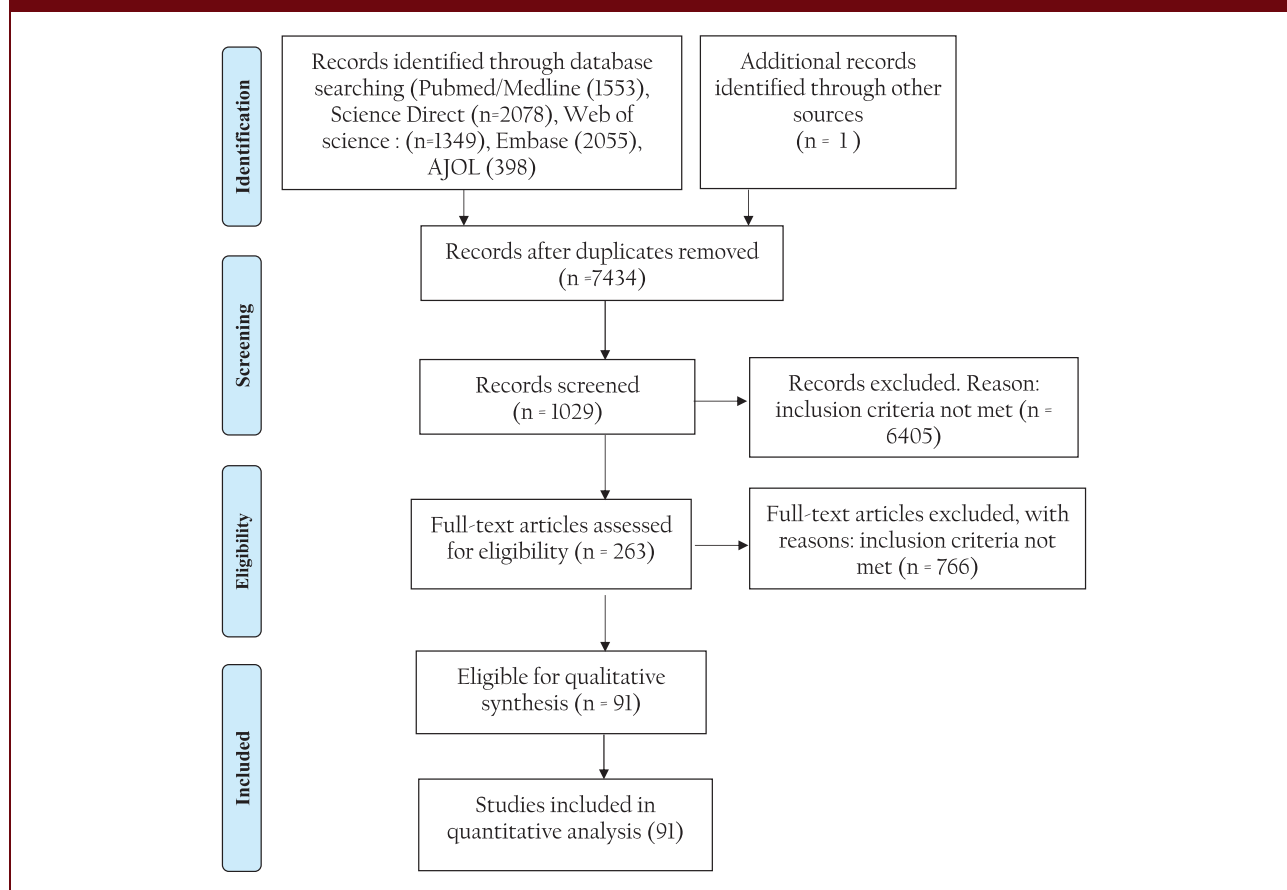 Identification
Records identified through database
searching (Pubmed/Medline (1553),
Science Direct (n=2078), Web of
science : (n=1349), Embase (2055),
AJOL (398)
Additional records
identified through other
sources
(n = 1)
Records after duplicates removed
(n =7434)
Screening
Records screened
(n = 1029)
Records excluded. Reason:
inclusion criteria not met (n =
6405)
Eligibility
Full-text articles assessed
for eligibility (n = 263)
Full-text articles excluded, with
reasons: inclusion criteria not
met (n = 766)
Included
Eligible for qualitative
synthesis (n = 91)
Studies included in
quantitative analysis (91)